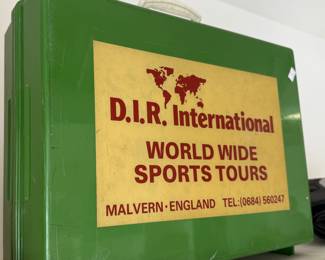 D.I.R. International
WORLD WIDE
SPORTS TOURS
MALVERN·ENGLAND TEL:(0684) 560247